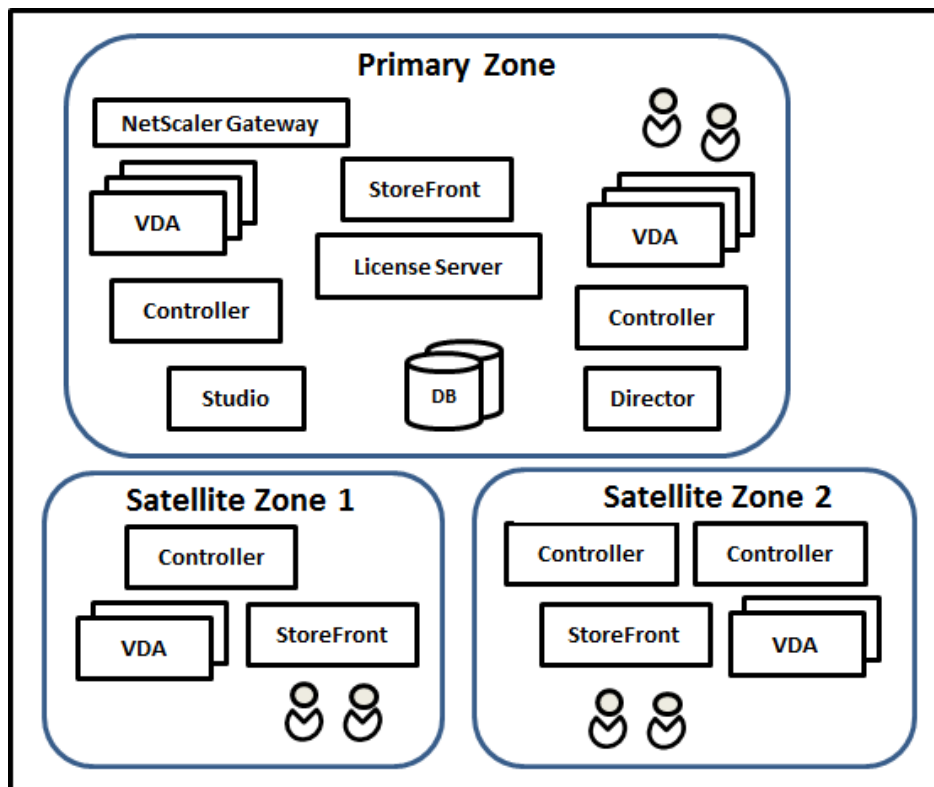 Primary Zone
NetScaler Gateway
StoreFront
VDA
VDA
License Server
Controller
Controller
Studio
DB
Director
Satellite Zone 1
Controller
VDA
StoreFront
Satellite Zone 2
Controller
Controller
StoreFront
VDA